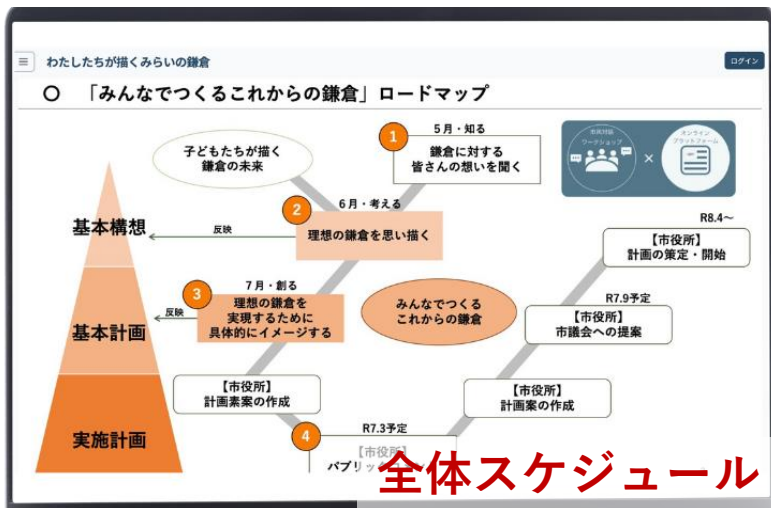 わたしたちが描くみらいの鎌倉
ログイン
○ 「みんなでつくるこれからの鎌倉」ロードマップ
子どもたちが描く
鎌倉の未来
1
5月・知る
鎌倉に対する
皆さんの想いを聞く
市民対話
ワークショップ
×
オンライン
プラットフォーム
2
6月・考える
理想の鎌倉を思い描く
反映
基本構想
R8.4～
【市役所】
計画の策定・開始
3
7月・創る
理想の鎌倉を
実現するために
具体的にイメージする
反映
基本計画
みんなでつくる
これからの鎌倉
R7.9予定
【市役所】
市議会への提案
【市役所】
計画素案の作成
【市役所】
計画案の作成
実施計画
4
R7.3予定
【市役所】
パブリッ
全体スケジュール